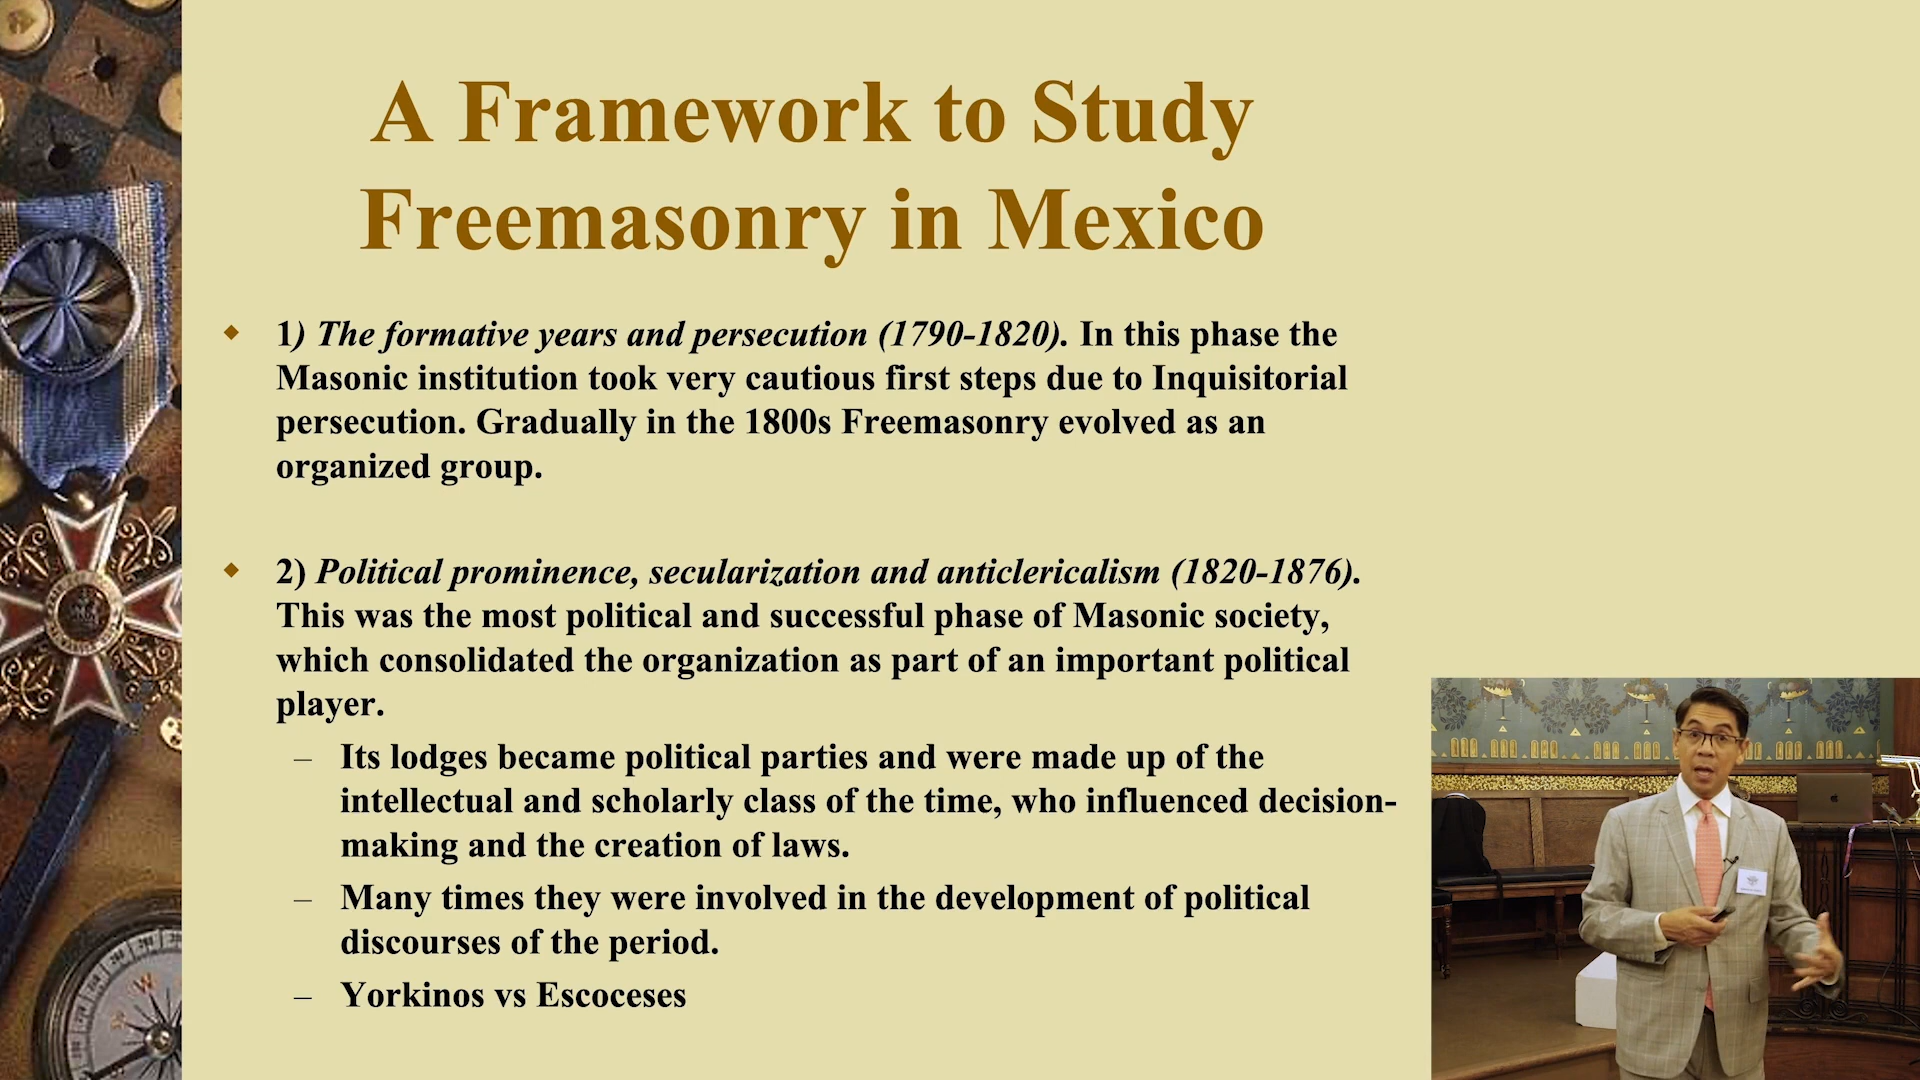 A Framework to Study
Freemasonry in Mexico
1) The formative years and persecution (1790-1820). In this phase the
Masonic institution took very cautious first steps due to Inquisitorial
persecution. Gradually in the 1800s Freemasonry evolved as an
organized group.
2) Political prominence, secularization and anticlericalism (1820-1876).
This was the most political and successful phase of Masonic society,
which consolidated the organization as part of an important political
player.
– Its lodges became political parties and were made up of the
intellectual and scholarly class of the time, who influenced decision-
making and the creation of laws.
– Many times they were involved in the development of political
discourses of the period.
– Yorkinos vs Escoceses